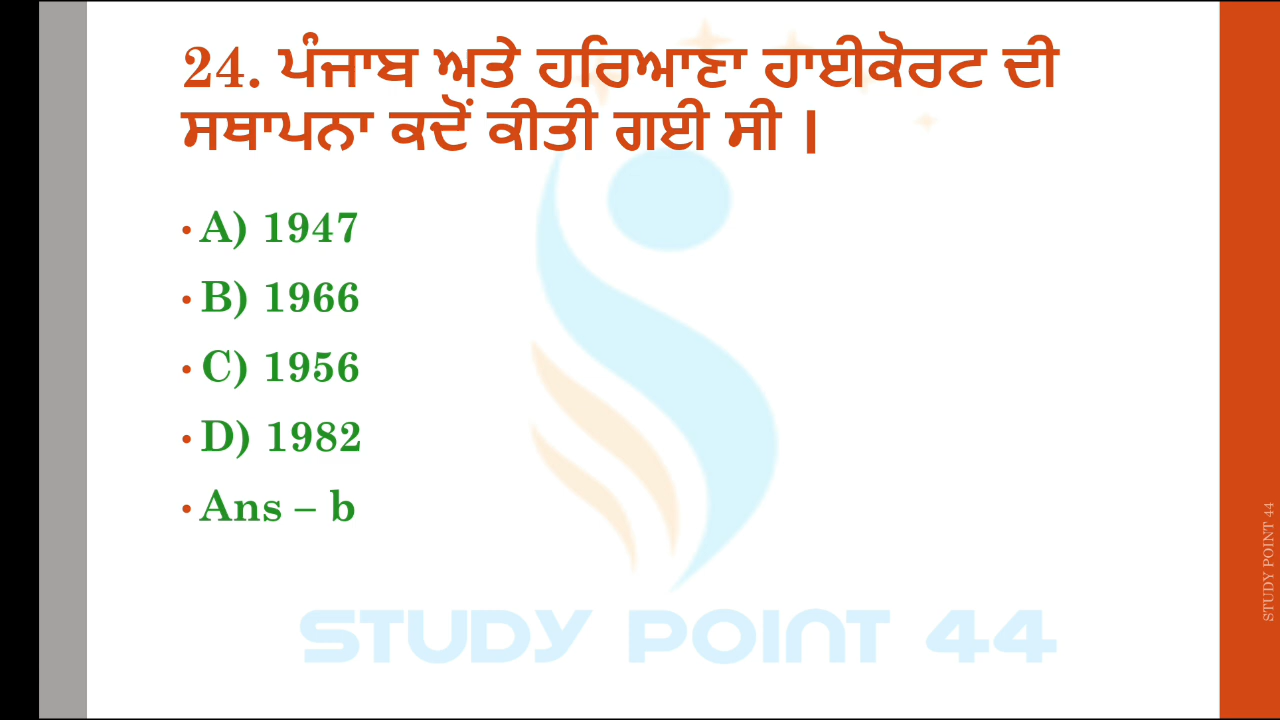 24. ਪੰਜਾਬ ਅਤੇ ਹਰਿਆਣਾ ਹਾਈਕੋਰਟ ਦੀ
ਸਥਾਪਨਾ ਕਦੋਂ ਕੀਤੀ ਗਈ ਸੀ |
• A) 1947
• B) 1966
• C) 1956
• D) 1982
• Ans – b
STUDY POINT 44
STUDY POINT 44